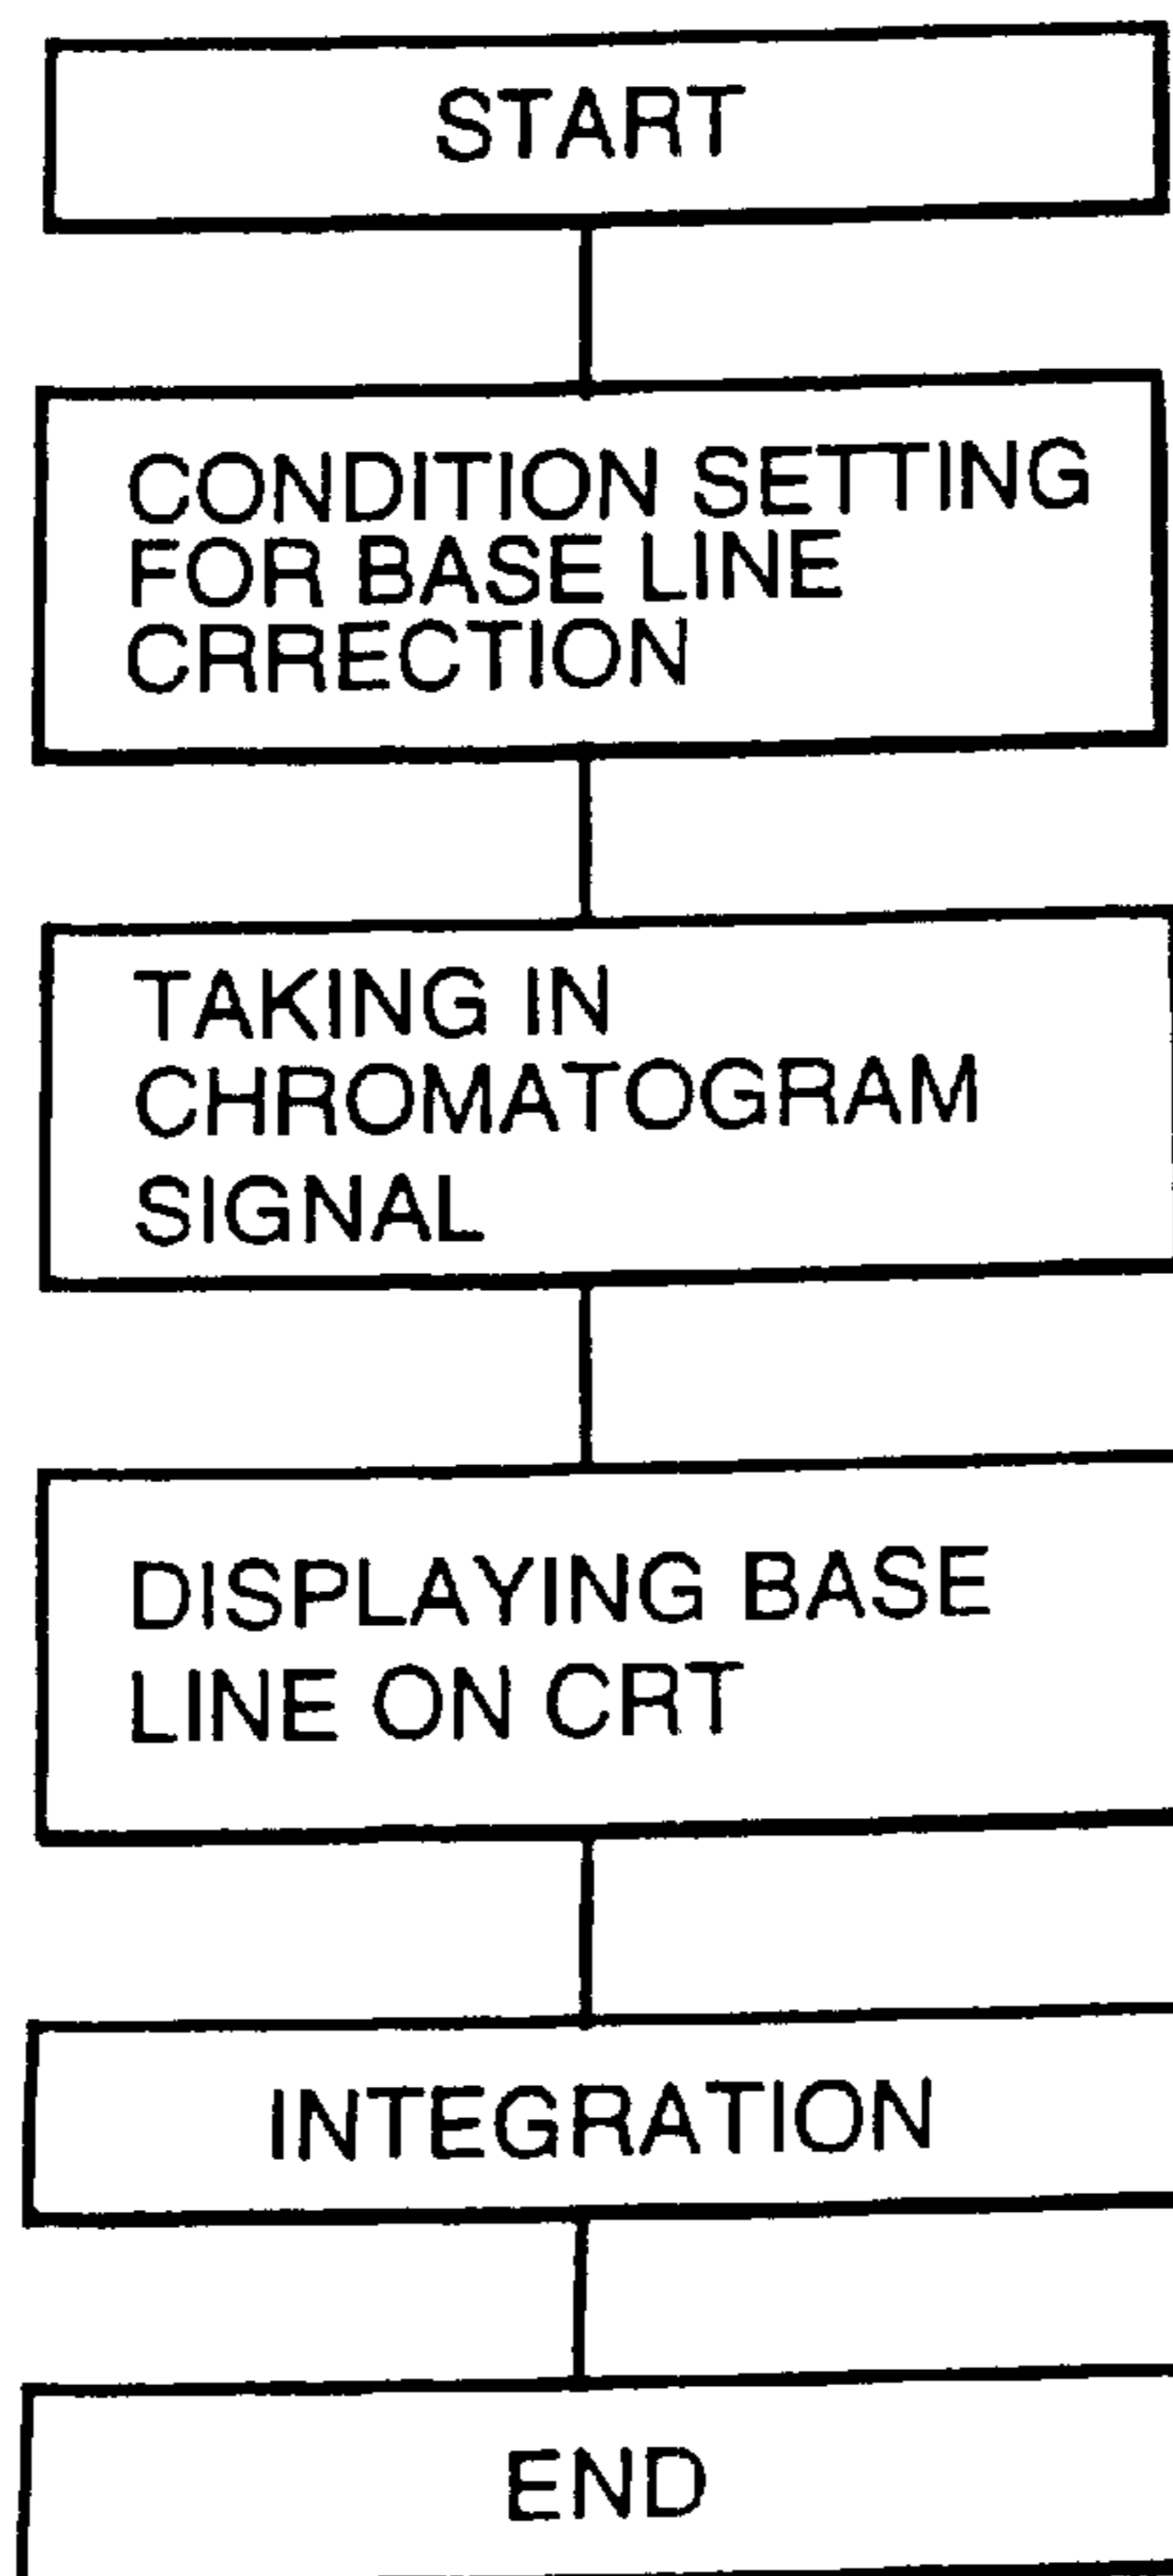 START
CONDITION SETTING
FOR BASE LINE
CRRECTION
TAKING IN
CHROMATOGRAM
SIGNAL
DISPLAYING BASE
LINE ON CRT
INTEGRATION
END